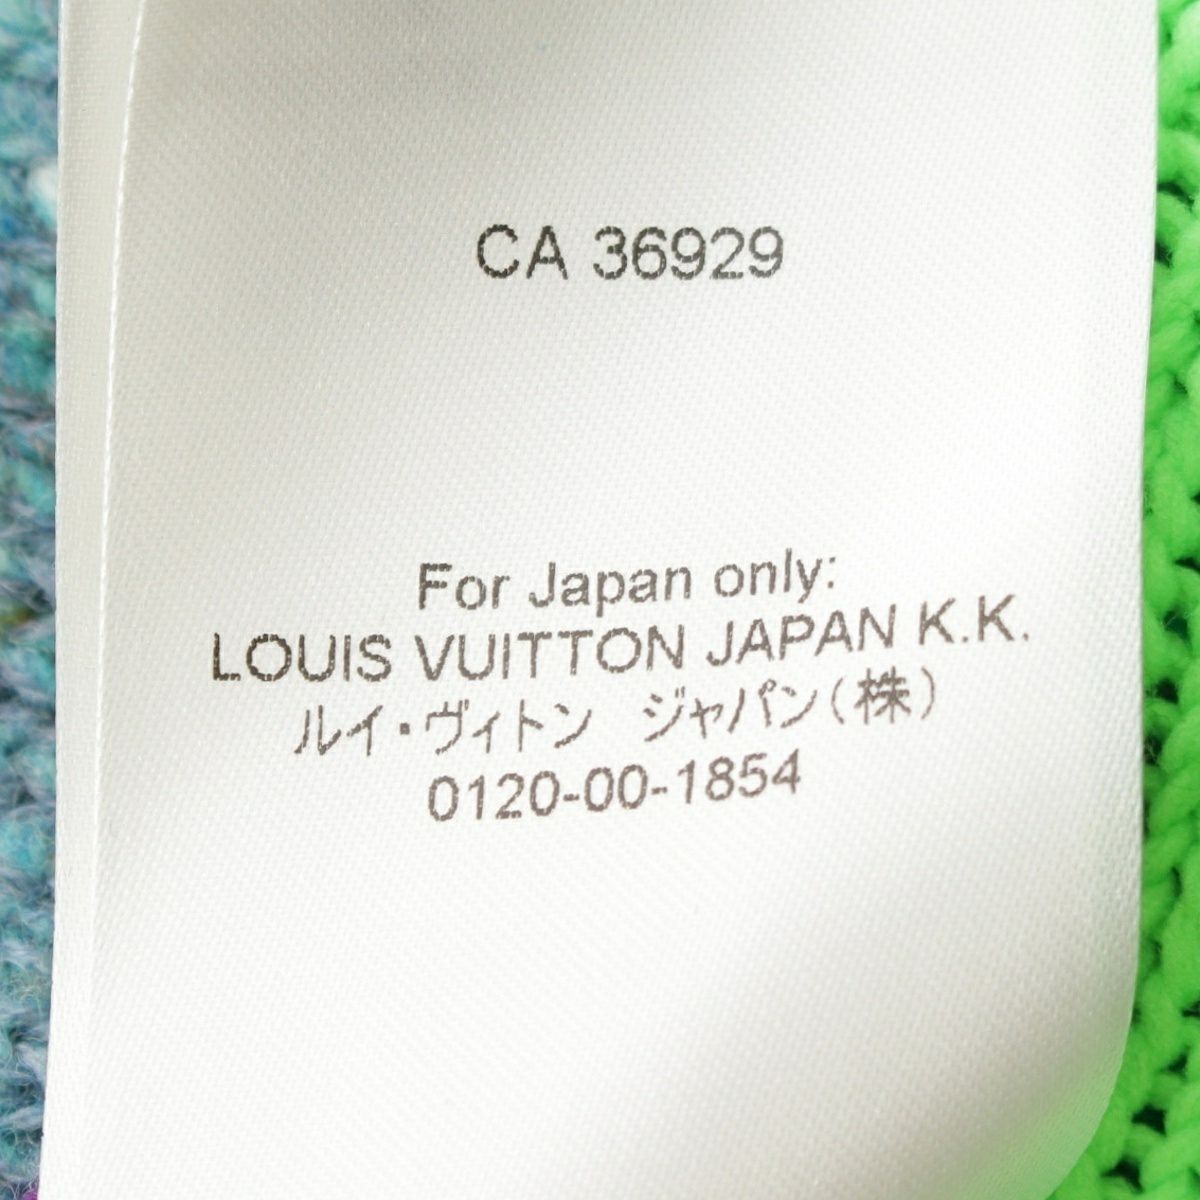 CA 36929
For Japan only:
LOUIS VUITTON JAPAN K.K.
ルイ・ヴィトン ジャパン(株)
0120-00-1854